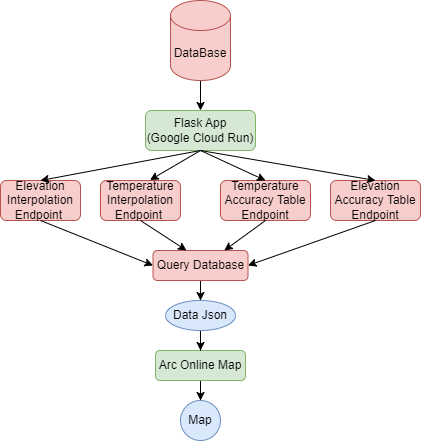 DataBase
Flask App
(Google Cloud Run)
Elevation
Interpolation
Endpoint
Temperature
Interpolation
Endpoint
Temperature
Accuracy Table
Endpoint
Elevation
Accuracy Table
Endpoint
Query Database
Data Json
Arc Online Map
Map